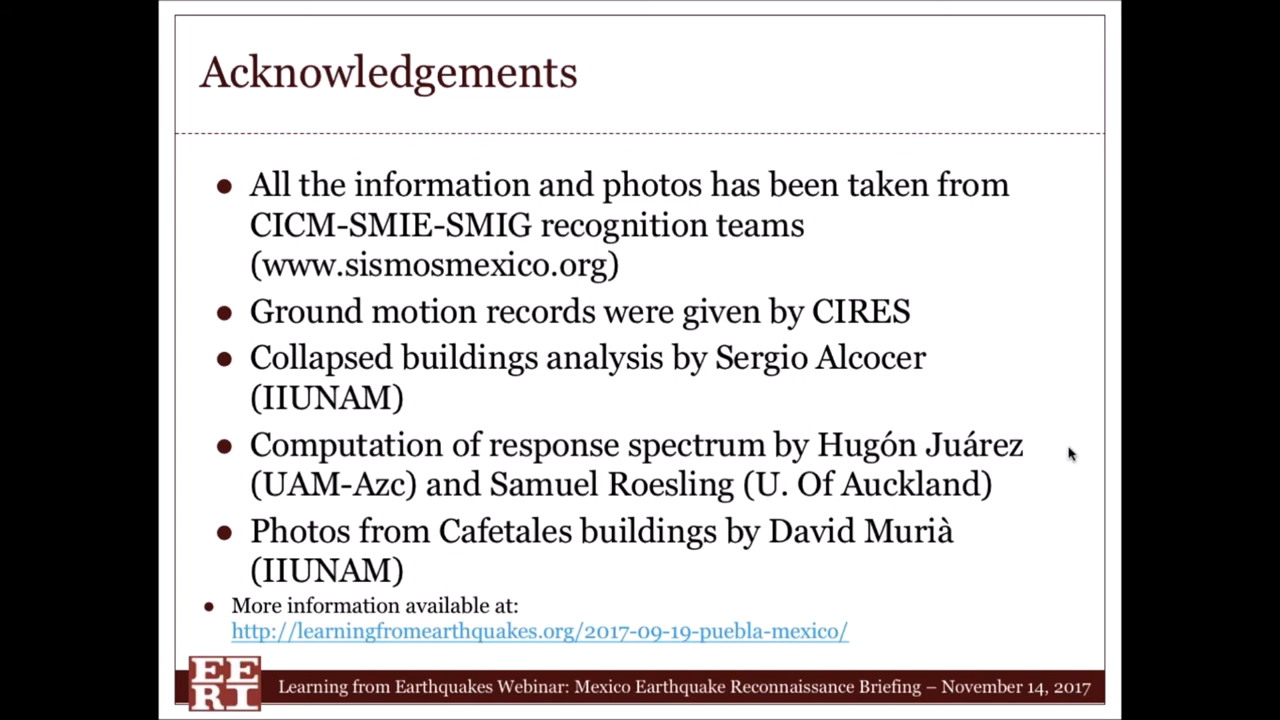 Acknowledgements
● All the information and photos has been taken from
CICM-SMIE-SMIG recognition teams
(www.sismosmexico.org)
● Ground motion records were given by CIRES
● Collapsed buildings analysis by Sergio Alcocer
(IIUNAM)
● Computation of response spectrum by Hugón Juárez
(UAM-Azc) and Samuel Roesling (U. Of Auckland)
● Photos from Cafetales buildings by David Murià
(IIUNAM)
● More information available at:
http://learningfromearthquakes.org/2017-09-19-puebla-mexico/
EE
RI
Learning from Earthquakes Webinar: Mexico Earthquake Reconnaissance Briefing – November 14, 2017